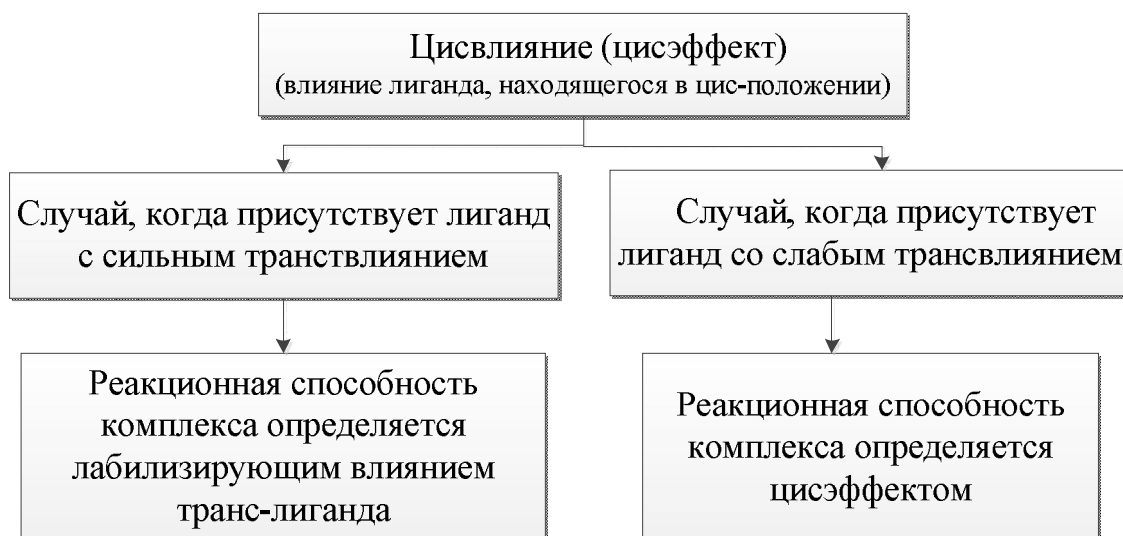 Цисвлияние (цисэффект)
(влияние лиганда, находящегося в цис-положении)
Случай, когда присутствует лиганд
с сильным транствлиянием
Случай, когда присутствует
лиганд со слабым трансвлиянием
Реакционная способность
комплекса определяется
лабилизирующим влиянием
транс-лиганда
Реакционная способность
комплекса определяется
цисэффектом